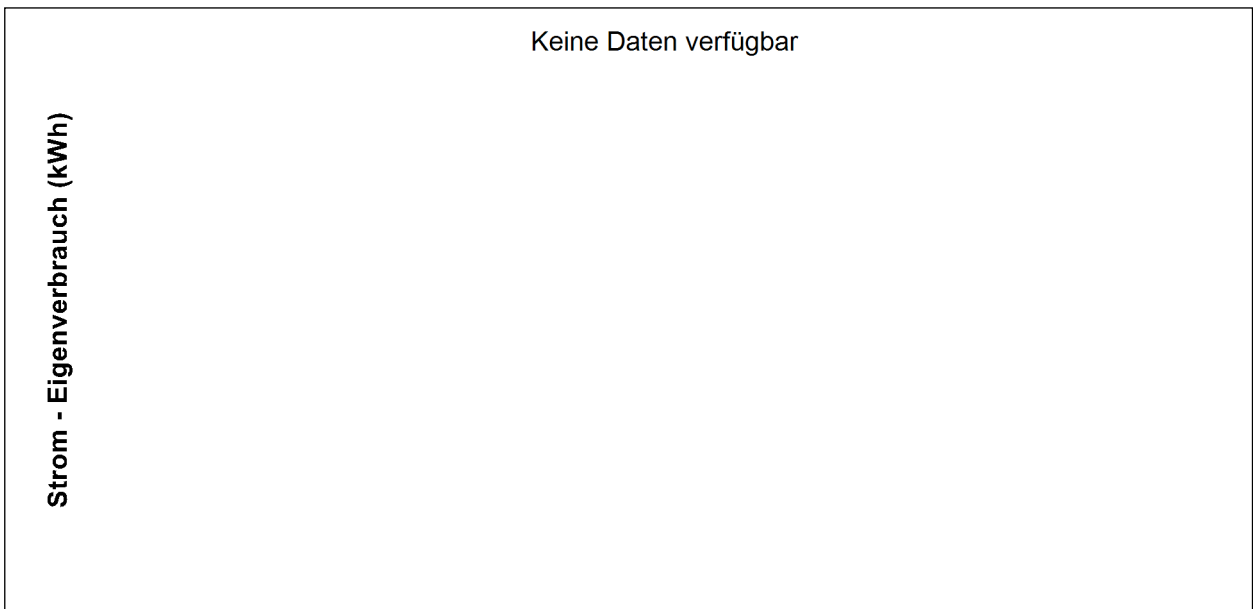 Keine Daten verfügbar
Strom - Eigenverbrauch (kWh)